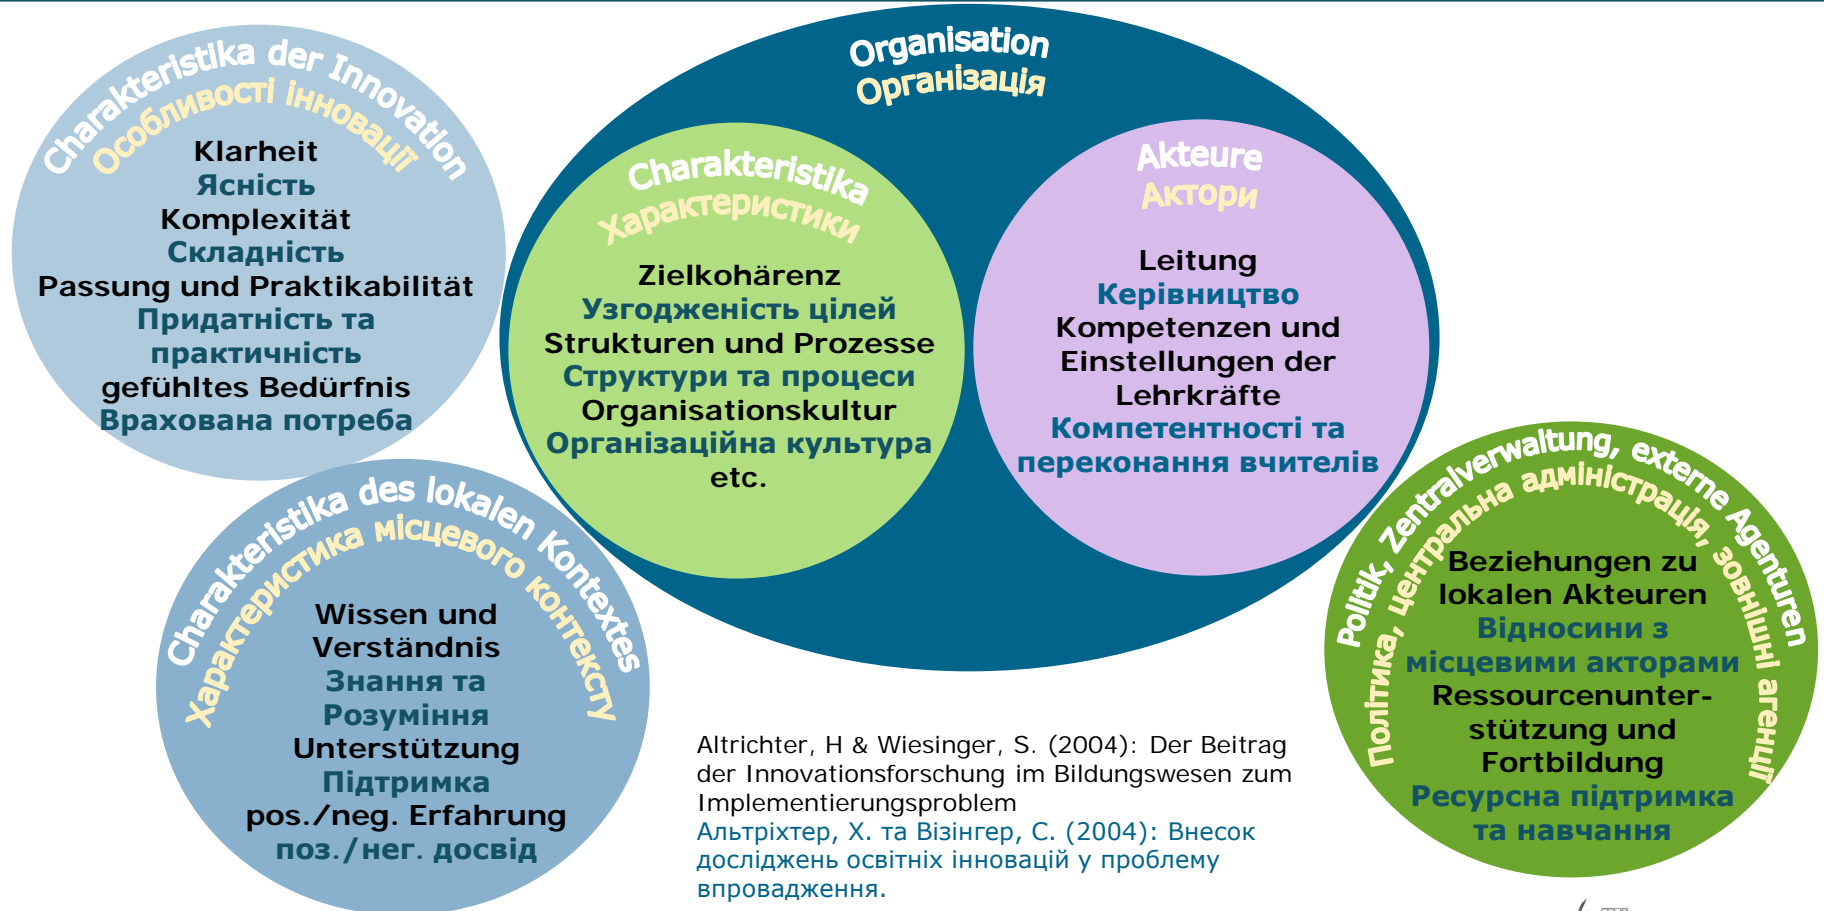 Charakteristika der Innovation
Особливості інновації
Klarheit
Ясність
Komplexität
Складність
Passung und Praktikabilität
Придатність та
практичність
gefühltes Bedürfnis
Врахована потреба
Organisation
Організація
Charakteristika
Характеристики
Zielkohärenz
Узгодженість цілей
Strukturen und Prozesse
Структури та процеси
Organisationskultur
Організаційна культура
etc.
Akteure
Актори
Leitung
Керівництво
Kompetenzen und
Einstellungen der
Lehrkräfte
Компетентності та
переконання вчителів
Charakteristika des lokalen Kontextes
Характеристика місцевого контексту
Wissen und
Verständnis
Знання та
Розуміння
Unterstützung
Підтримка
pos./neg. Erfahrung
поз./нег. досвід
Politik, Zentralverwaltung, externe Agenturen
Політика, центральна адміністрація, зовнішні агенції
Beziehungen zu
lokalen Akteuren
Відносини з
місцевими акторами
Ressourcenunter-
stützung und
Fortbildung
Ресурсна підтримка
та навчання
Altrichter, H & Wiesinger, S. (2004): Der Beitrag
der Innovationsforschung im Bildungswesen zum
Implementierungsproblem
Альтріхтер, Х. та Візінгер, С. (2004): Внесок
досліджень освітніх інновацій у проблему
впровадження.